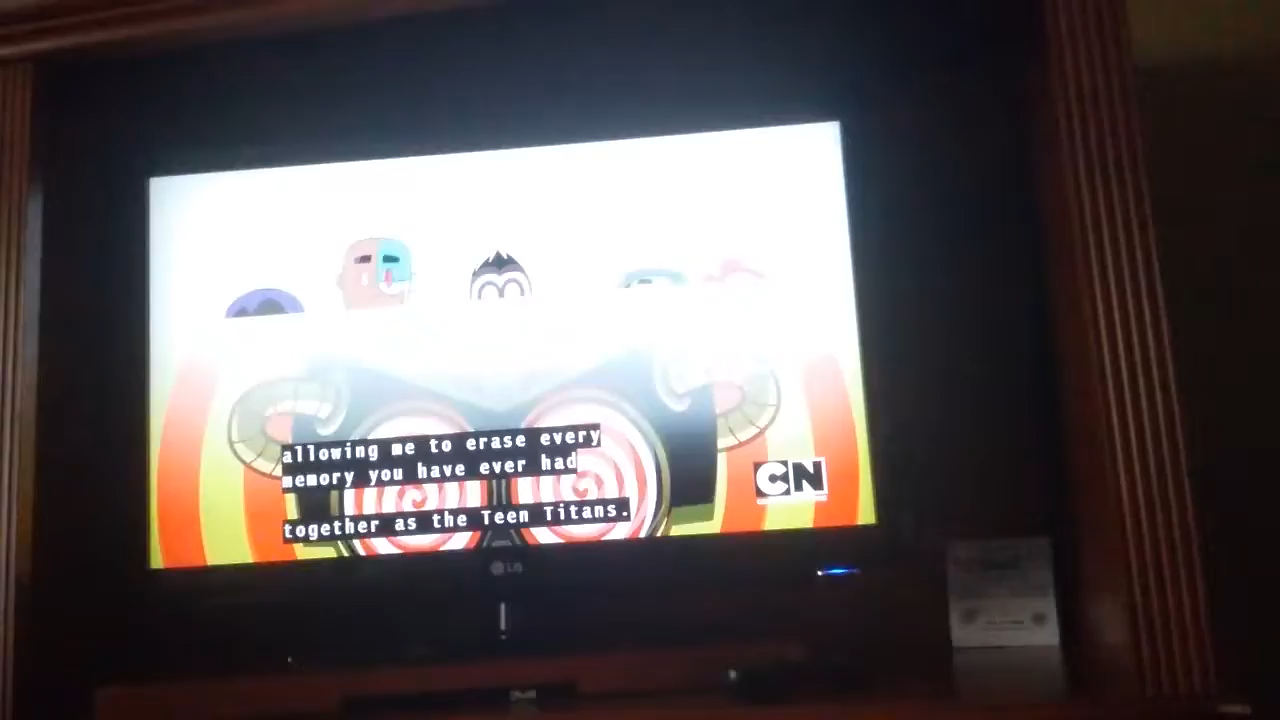 allowing me to erase every
memory you have ever had
together as the Teen Titans.
CN
LG